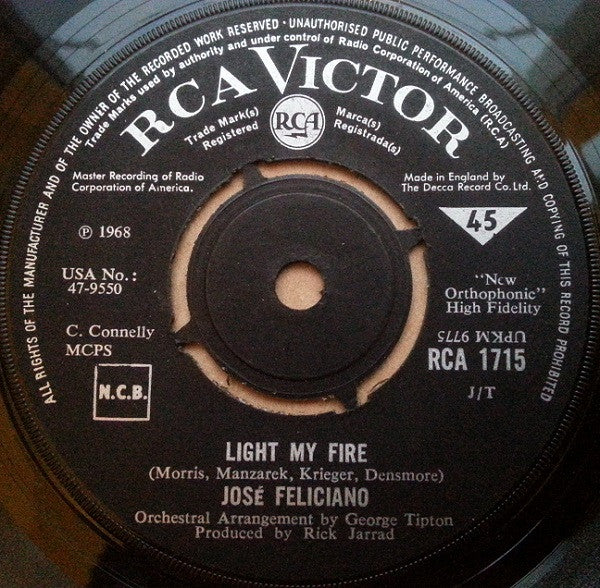 ALL RIGHTS OF THE MANUFACTURER AND OF THE OWNER OF THE RECORDED WORK RESERVED · UNAUTHORISED PUBLIC PERFORMANCE BROADCASTING AND COPYING OF THIS RECORD PROHIBITED
Trade Marks used by authority and under control of Radio Corporation of America (R.C.A)
RCA VICTOR
Trade Mark(s)
Registered
RCA
Marca(s)
Registrada(s)
Master Recording of Radio
Corporation of America.
Made in England by
The Decca Record Co. Ltd.
45
℗ 1968
USA No.:
47-9550
"New
Orthophonic"
High Fidelity
C. Connelly
MCPS
UPKM 9775
RCA 1715
J/T
N.C.B.
LIGHT MY FIRE
(Morris, Manzarek, Krieger, Densmore)
JOSÉ FELICIANO
Orchestral Arrangement by George Tipton
Produced by Rick Jarrad